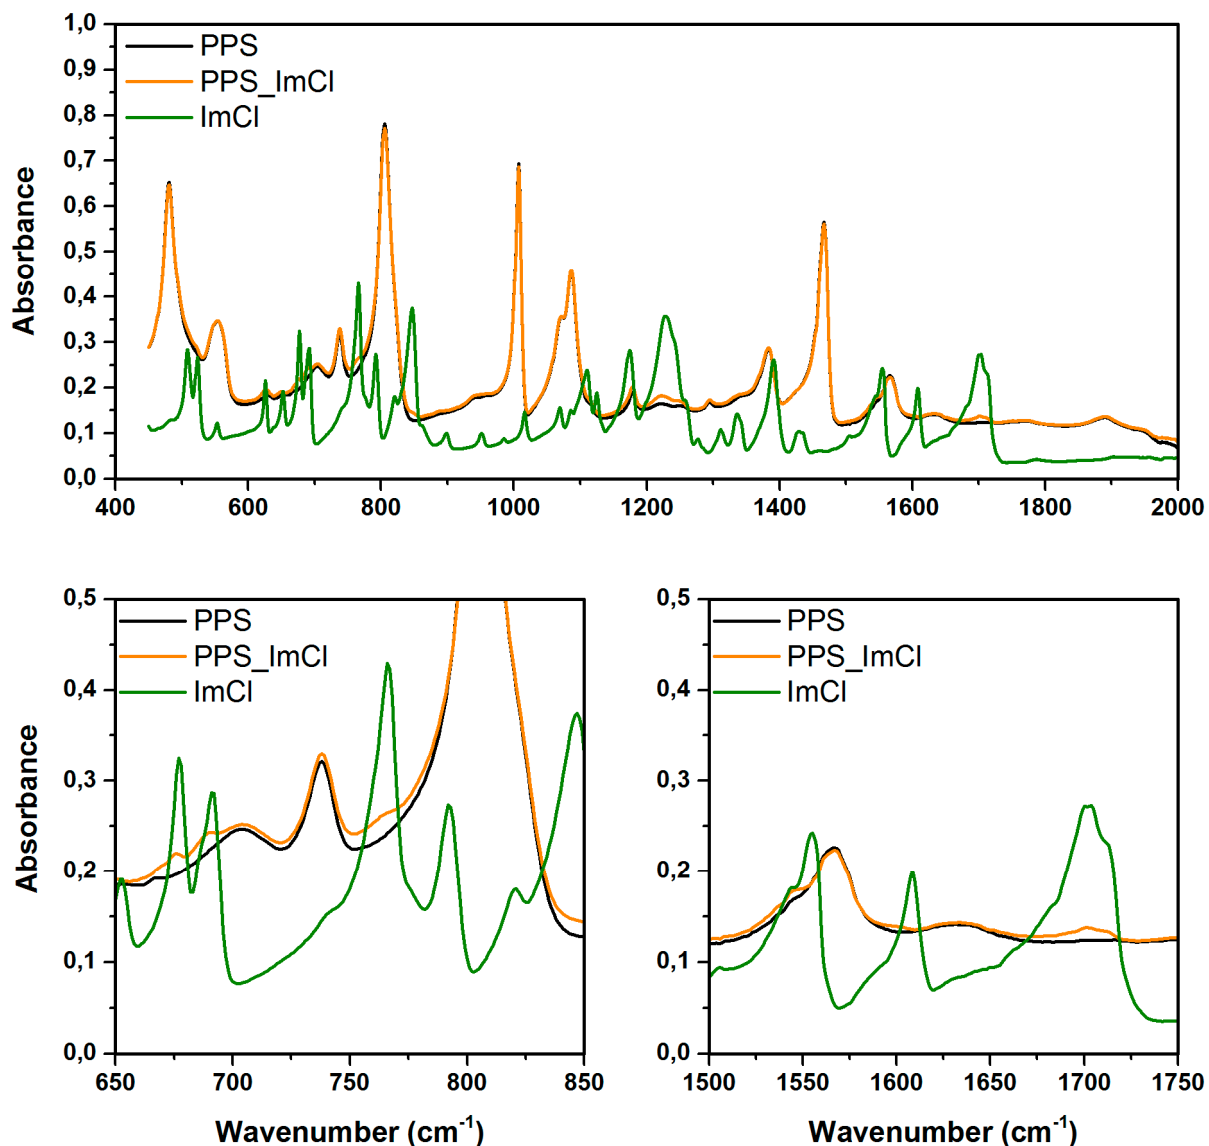 1,0
0,9
0,8
0,7
0,6
0,5
0,4
0,3
0,2
0,1
0,0
Absorbance
PPS
PPS_ImCl
ImCl
400 600 800 1000 1200 1400 1600 1800 2000
0,5
0,4
0,3
0,2
0,1
0,0
Absorbance
PPS
PPS_ImCl
ImCl
650 700 750 800 850
Wavenumber (cm⁻¹)
0,5
0,4
0,3
0,2
0,1
0,0
PPS
PPS_ImCl
ImCl
1500 1550 1600 1650 1700 1750
Wavenumber (cm⁻¹)